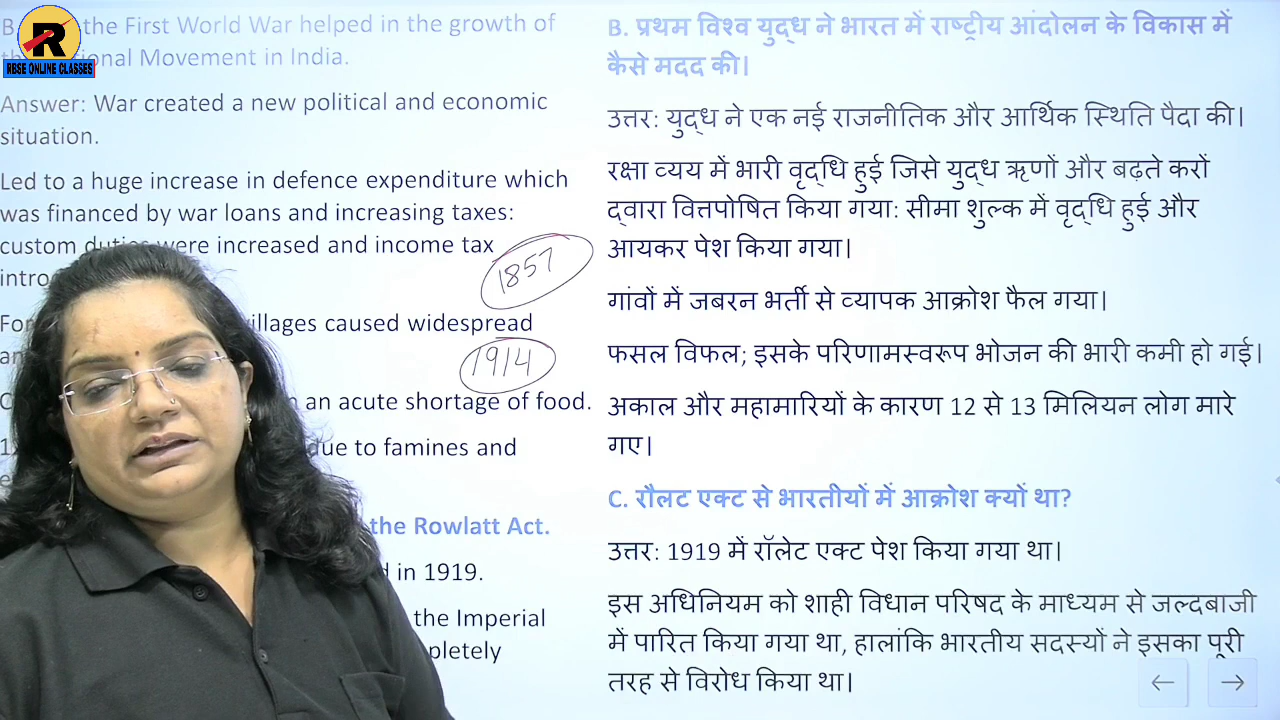 B. the First World War helped in the growth of
the National Movement in India.
R
RBSE ONLINE CLASSES
Answer: War created a new political and economic
situation.
Led to a huge increase in defence expenditure which
was financed by war loans and increasing taxes:
custom duties were increased and income tax
intro
1857
villages caused widespread
1914
an acute shortage of food.
due to famines and
the Rowlatt Act.
in 1919.
the Imperial
B. प्रथम विश्व युद्ध ने भारत में राष्ट्रीय आंदोलन के विकास में
कैसे मदद की।
उत्तर: युद्ध ने एक नई राजनीतिक और आर्थिक स्थिति पैदा की।
रक्षा व्यय में भारी वृद्धि हुई जिसे युद्ध ऋणों और बढ़ते करों
द्वारा वित्तपोषित किया गया: सीमा शुल्क में वृद्धि हुई और
आयकर पेश किया गया।
गांवों में जबरन भर्ती से व्यापक आक्रोश फैल गया।
फसल विफल; इसके परिणामस्वरूप भोजन की भारी कमी हो गई।
अकाल और महामारियों के कारण 12 से 13 मिलियन लोग मारे
गए।
C. रौलट एक्ट से भारतीयों में आक्रोश क्यों था?
उत्तर: 1919 में रॉलेट एक्ट पेश किया गया था।
इस अधिनियम को शाही विधान परिषद के माध्यम से जल्दबाजी
में पारित किया गया था, हालांकि भारतीय सदस्यों ने इसका पूरी
तरह से विरोध किया था।